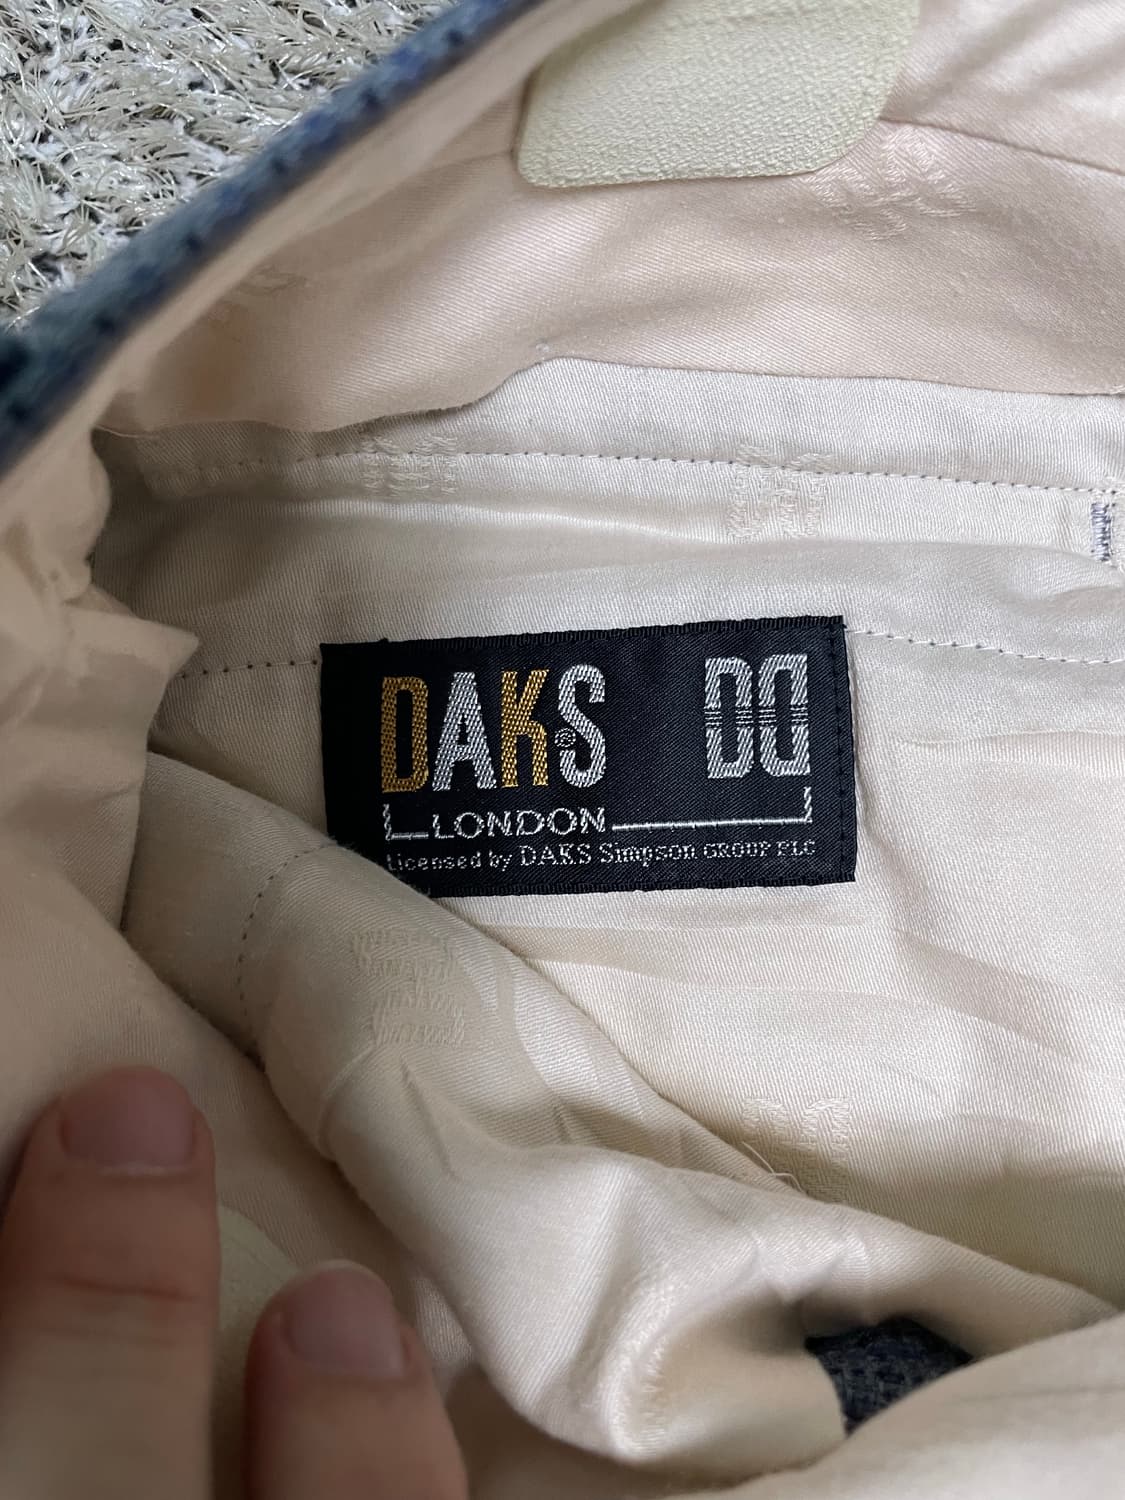 DAKS® DD
LONDON
Licensed by DAKS Simpson GROUP PLC